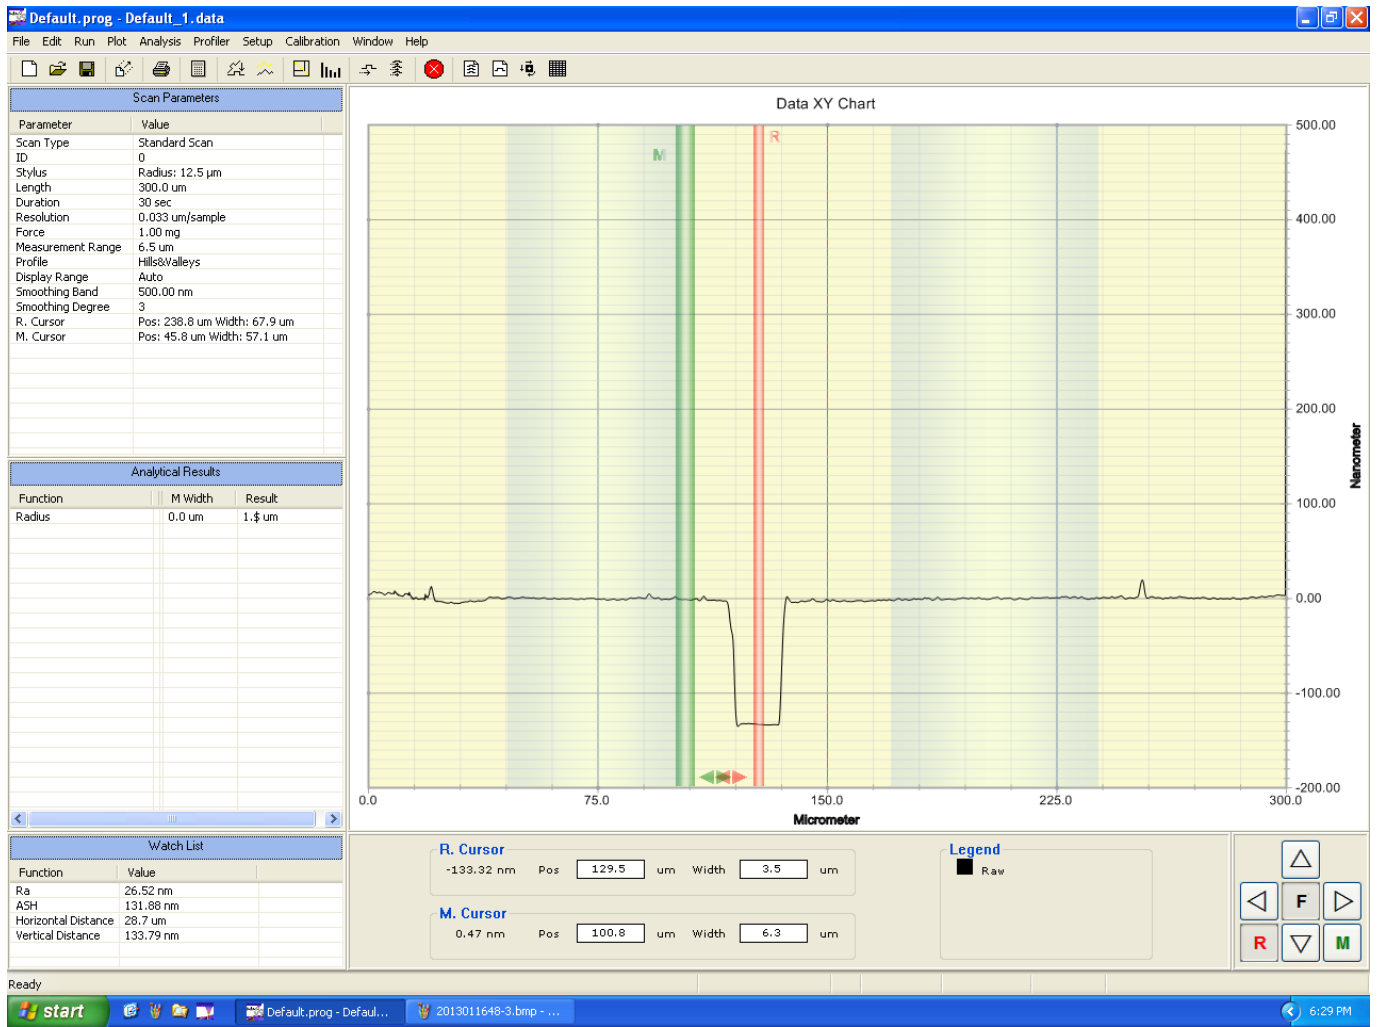 Default.prog - Default_1.data
File Edit Run Plot Analysis Profiler Setup Calibration Window Help
Scan Parameters
Parameter Value
Scan Type Standard Scan
ID 0
Stylus Radius: 12.5 µm
Length 300.0 um
Duration 30 sec
Resolution 0.033 um/sample
Force 1.00 mg
Measurement Range 6.5 um
Profile Hills&Valleys
Display Range Auto
Smoothing Band 500.00 nm
Smoothing Degree 3
R. Cursor Pos: 238.8 um Width: 67.9 um
M. Cursor Pos: 45.8 um Width: 57.1 um
Analytical Results
Function M Width Result
Radius 0.0 um 1.$ um
Watch List
Function Value
Ra 26.52 nm
ASH 131.88 nm
Horizontal Distance 28.7 um
Vertical Distance 133.79 nm
Data XY Chart
M
R
500.00
400.00
300.00
200.00
100.00
0.00
-100.00
-200.00
Nanometer
0.0 75.0 150.0 225.0 300.0
Micrometer
R. Cursor
-133.32 nm Pos 129.5 um Width 3.5 um
M. Cursor
0.47 nm Pos 100.8 um Width 6.3 um
Legend
Raw
F
R M
Ready
start Default.prog - Defaul... 2013011648-3.bmp - ... 6:29 PM